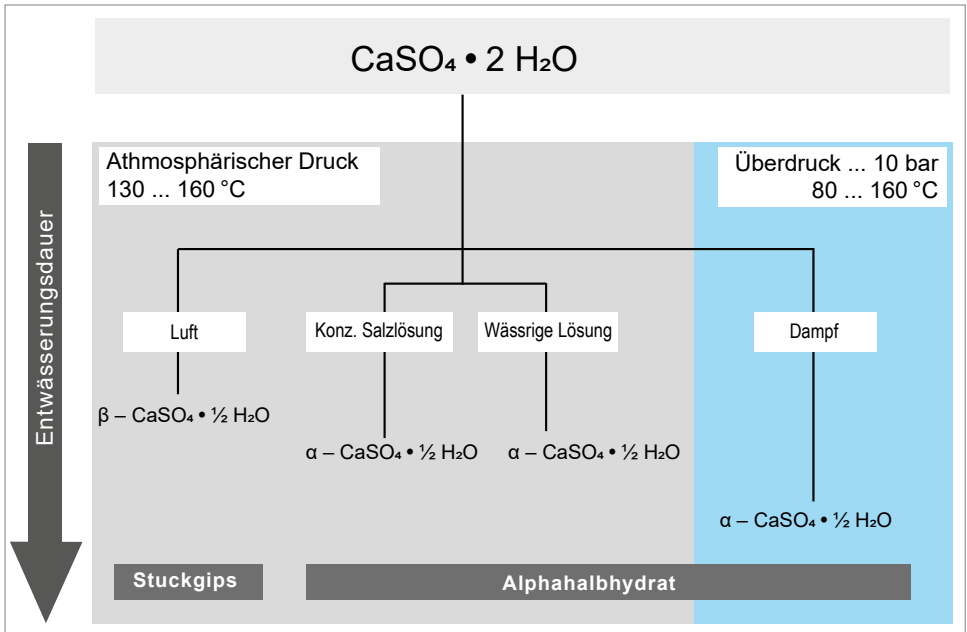 CaSO₄ • 2 H₂O
Athmosphärischer Druck
130 ... 160 °C
Überdruck ... 10 bar
80 ... 160 °C
Entwässerungsdauer
Luft
Konz. Salzlösung
Wässrige Lösung
Dampf
β – CaSO₄ • ½ H₂O
α – CaSO₄ • ½ H₂O
α – CaSO₄ • ½ H₂O
α – CaSO₄ • ½ H₂O
Stuckgips
Alphahalbhydrat